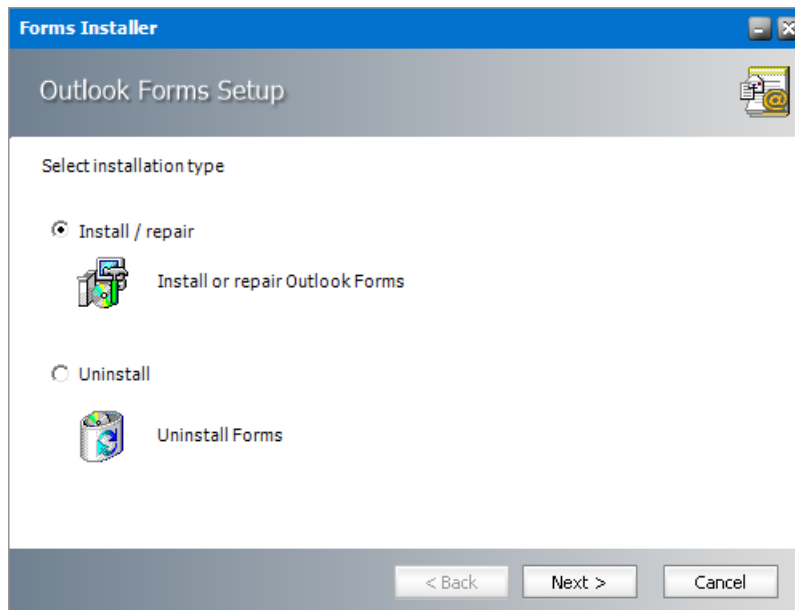 Forms Installer
Outlook Forms Setup
Select installation type
Install / repair
Install or repair Outlook Forms
Uninstall
Uninstall Forms
< Back Next > Cancel